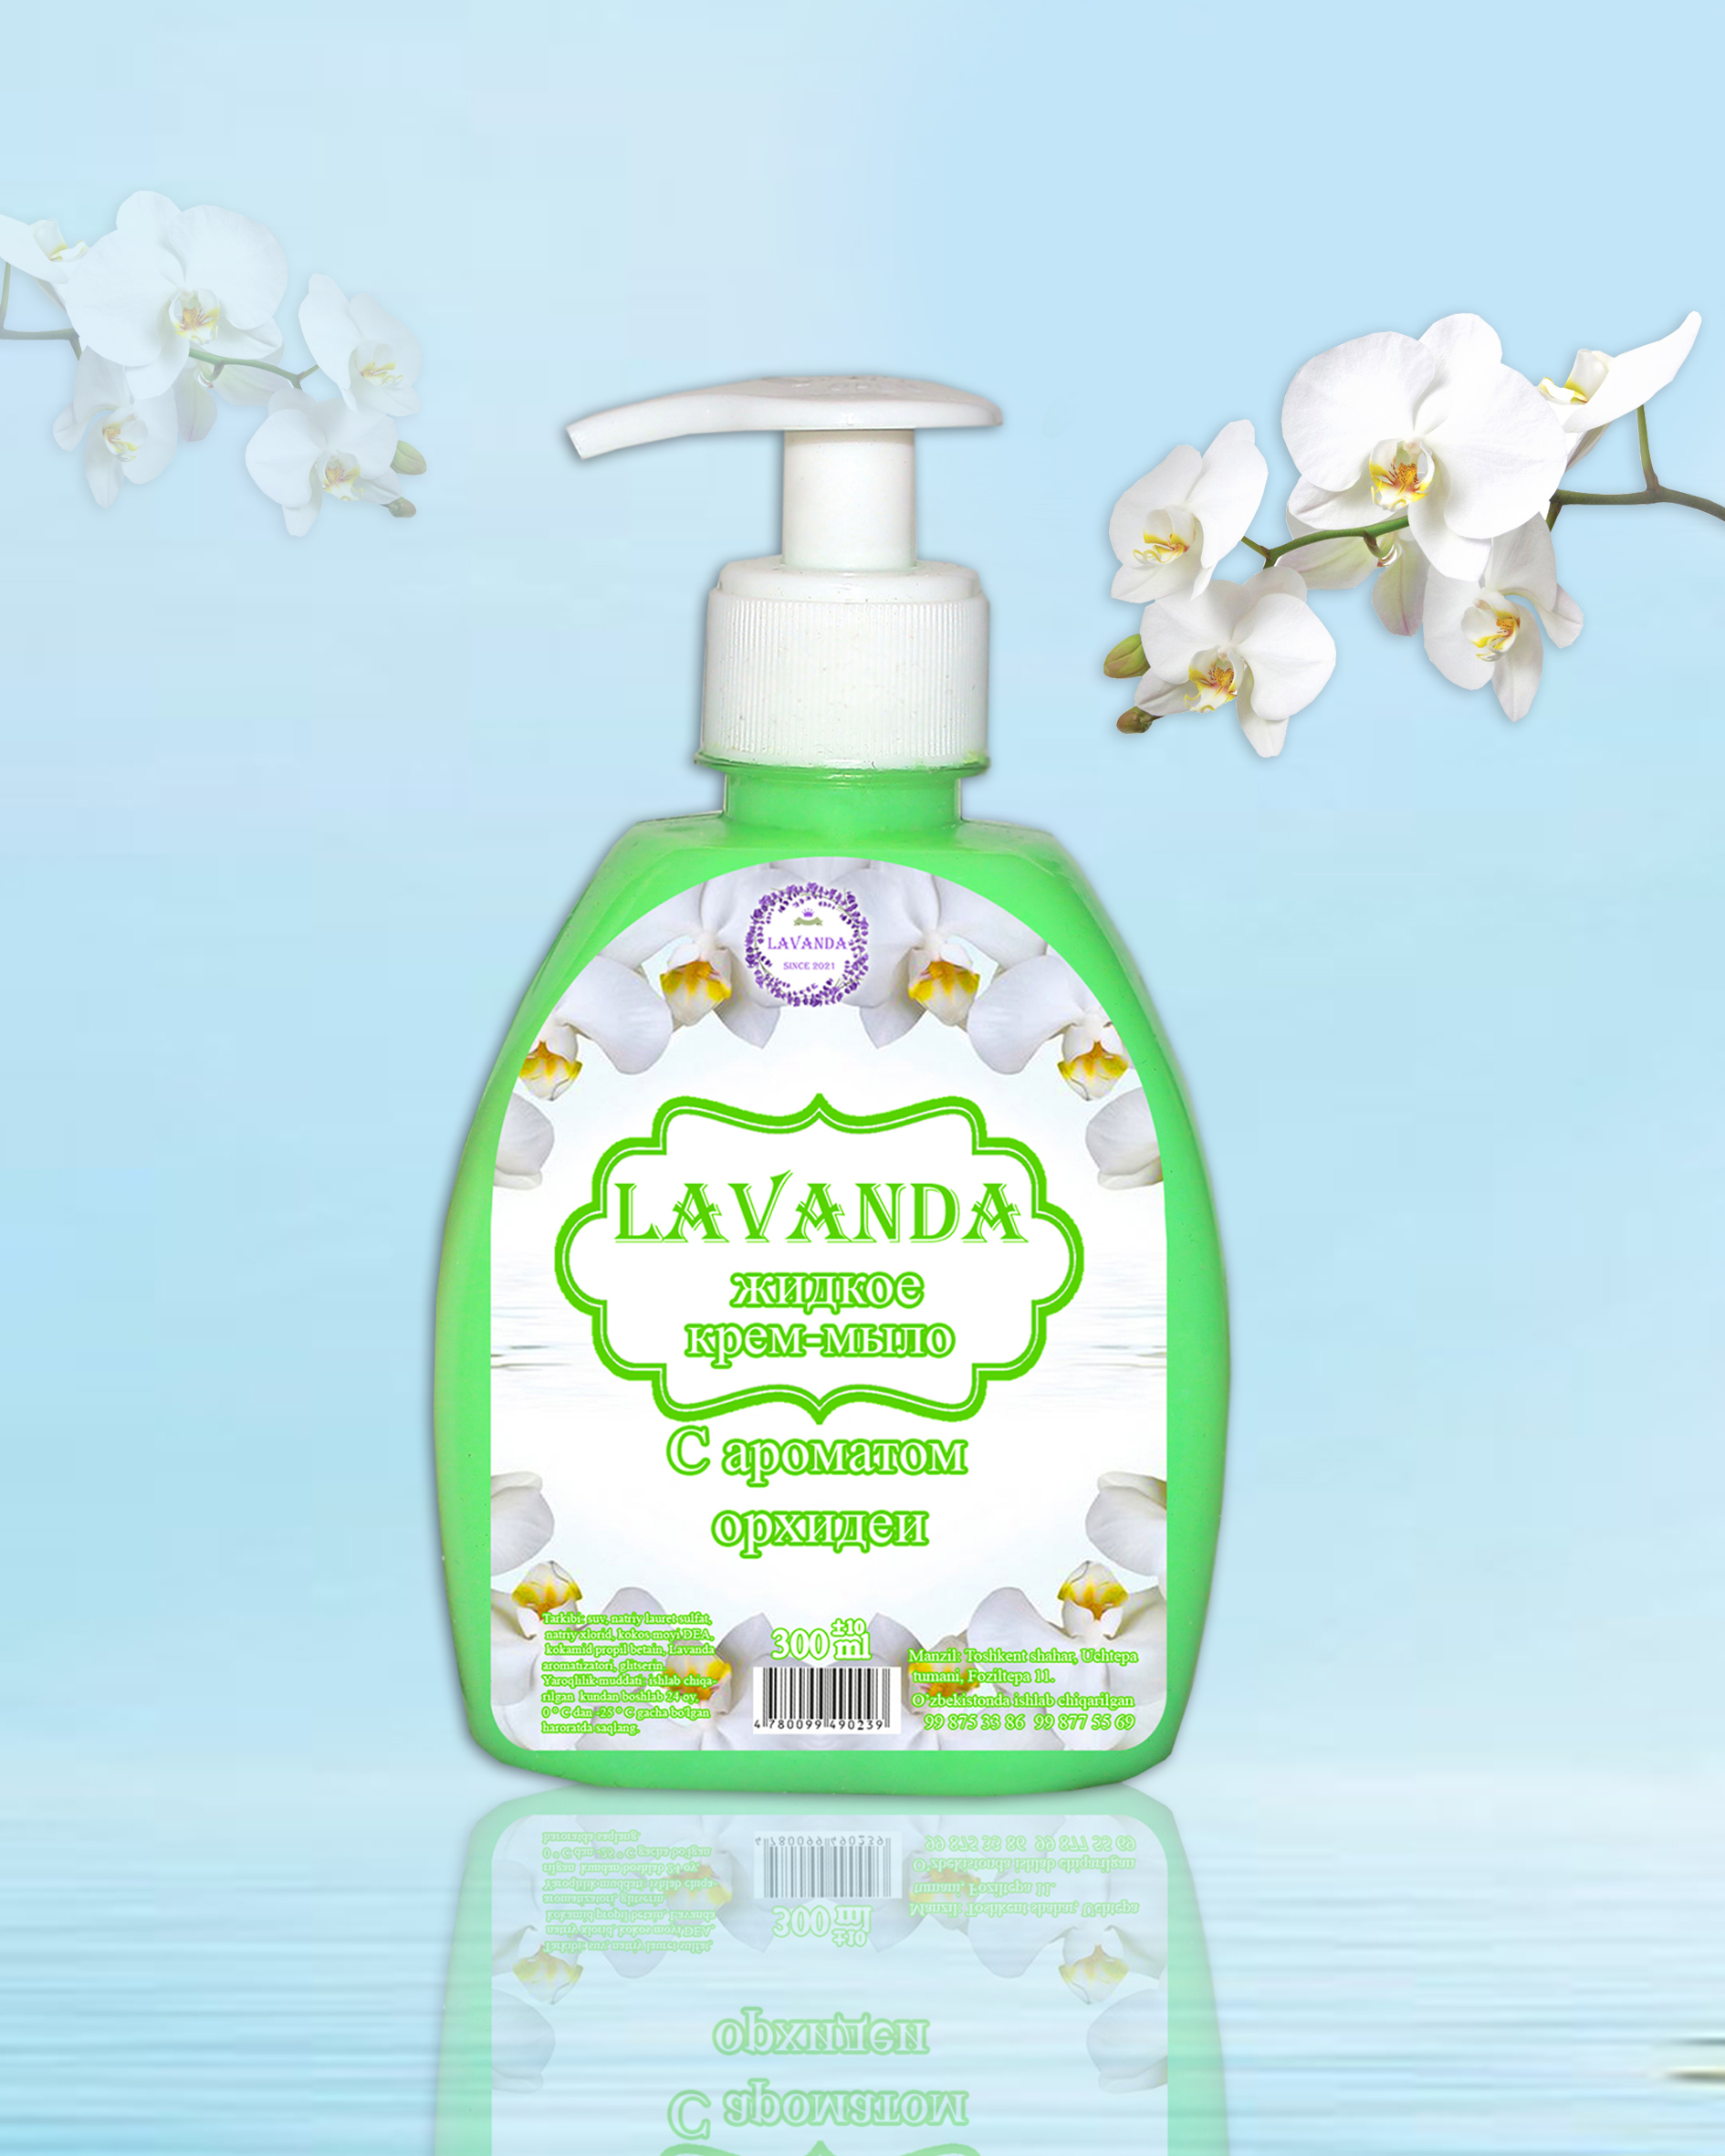 LAVANDA
SINCE 2021
LAVANDA
жидкое
крем-мыло
С ароматом
орхидеи
Tarkibi: suv, natriy lauret sulfat,
natriy xlorid, kokos moyi DEA,
kokamid propil betain, Lavanda
aromatizatori, glitserin.
Yaroqlilik muddati ishlab chiqa-
rilgan kundan boshlab 24 oy,
0 ° C dan -25 ° C gacha bo'lgan
haroratda saqlang.
300 ±10 ml
4 780099 490239
Manzil: Toshkent shahar, Uchtepa
tumani, Foziltepa 11.
O'zbekistonda ishlab chiqarilgan
99 875 33 86 99 877 55 69